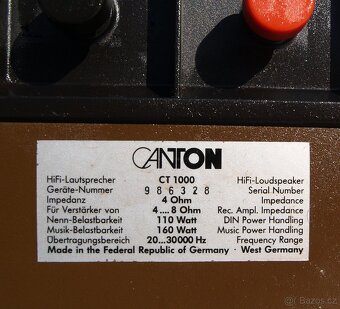 CANTON
HiFi-Lautsprecher CT 1000 HiFi-Loudspeaker
Geräte-Nummer 986328 Serial Number
Impedanz 4 Ohm Impedance
Für Verstärker von 4....8 Ohm Rec. Ampl. Impedance
Nenn-Belastbarkeit 110 Watt DIN Power Handling
Musik-Belastbarkeit 160 Watt Music Power Handling
Übertragungsbereich 20...30000 Hz Frequency Range
Made in the Federal Republic of Germany · West Germany
Bazos.cz